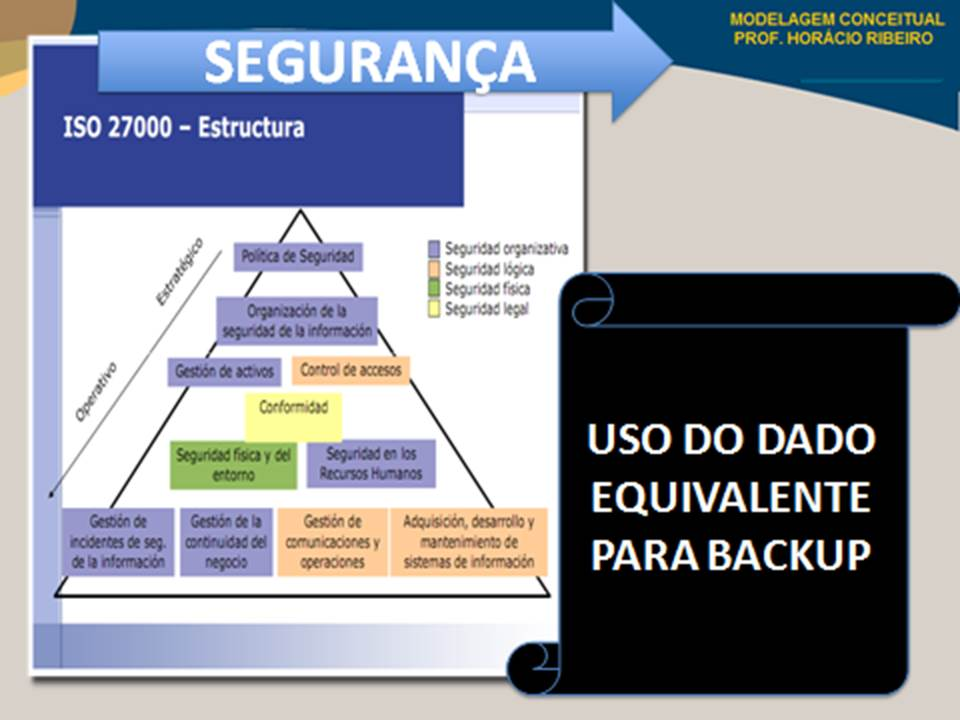 MODELAGEM CONCEITUAL
PROF. HORÁCIO RIBEIRO
SEGURANÇA
ISO 27000 – Estructura
Estratégico
Operativo
Política de Seguridad
Organización de la
seguridad de la información
Gestión de activos
Control de accesos
Conformidad
Seguridad física y del
entorno
Seguridad en los
Recursos Humanos
Gestión de
incidentes de seg.
de la información
Gestión de la
continuidad del
negocio
Gestión de
comunicaciones y
operaciones
Adquisición, desarrollo y
mantenimiento de
sistemas de información
Seguridad organizativa
Seguridad lógica
Seguridad física
Seguridad legal
USO DO DADO
EQUIVALENTE
PARA BACKUP